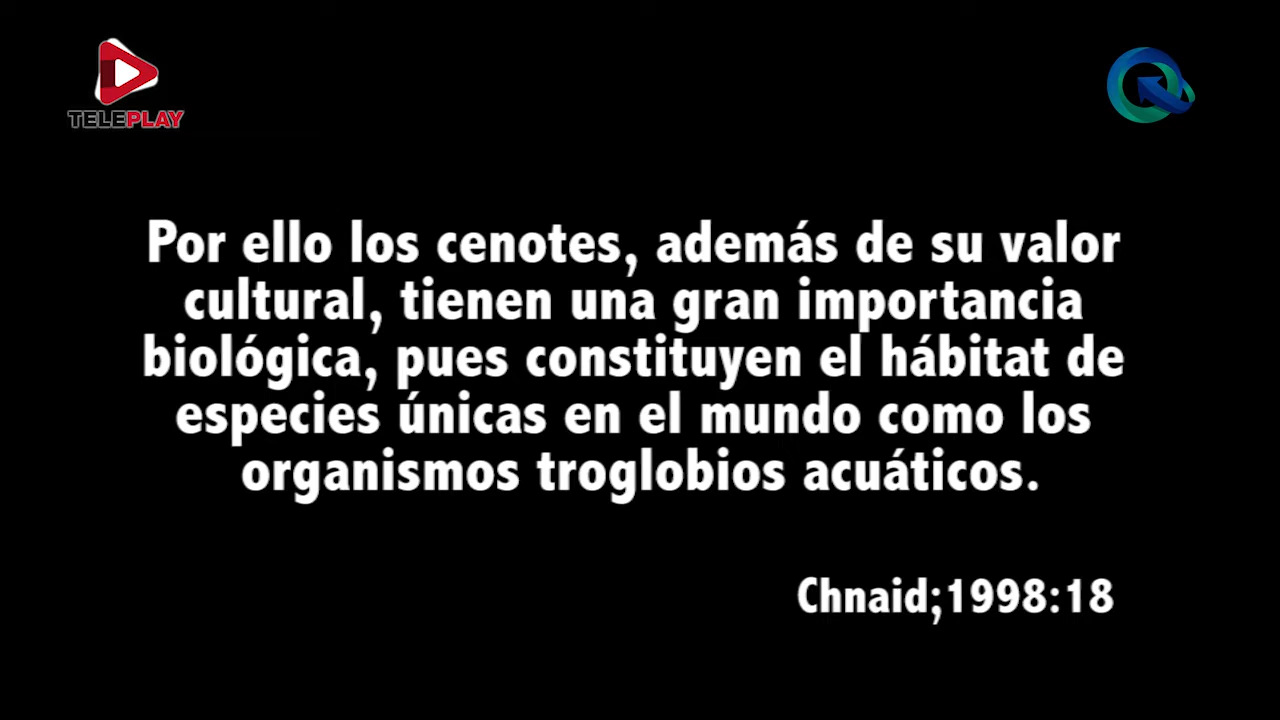 TELEPLAY
Por ello los cenotes, además de su valor
cultural, tienen una gran importancia
biológica, pues constituyen el hábitat de
especies únicas en el mundo como los
organismos troglobios acuáticos.
Chnaid;1998:18